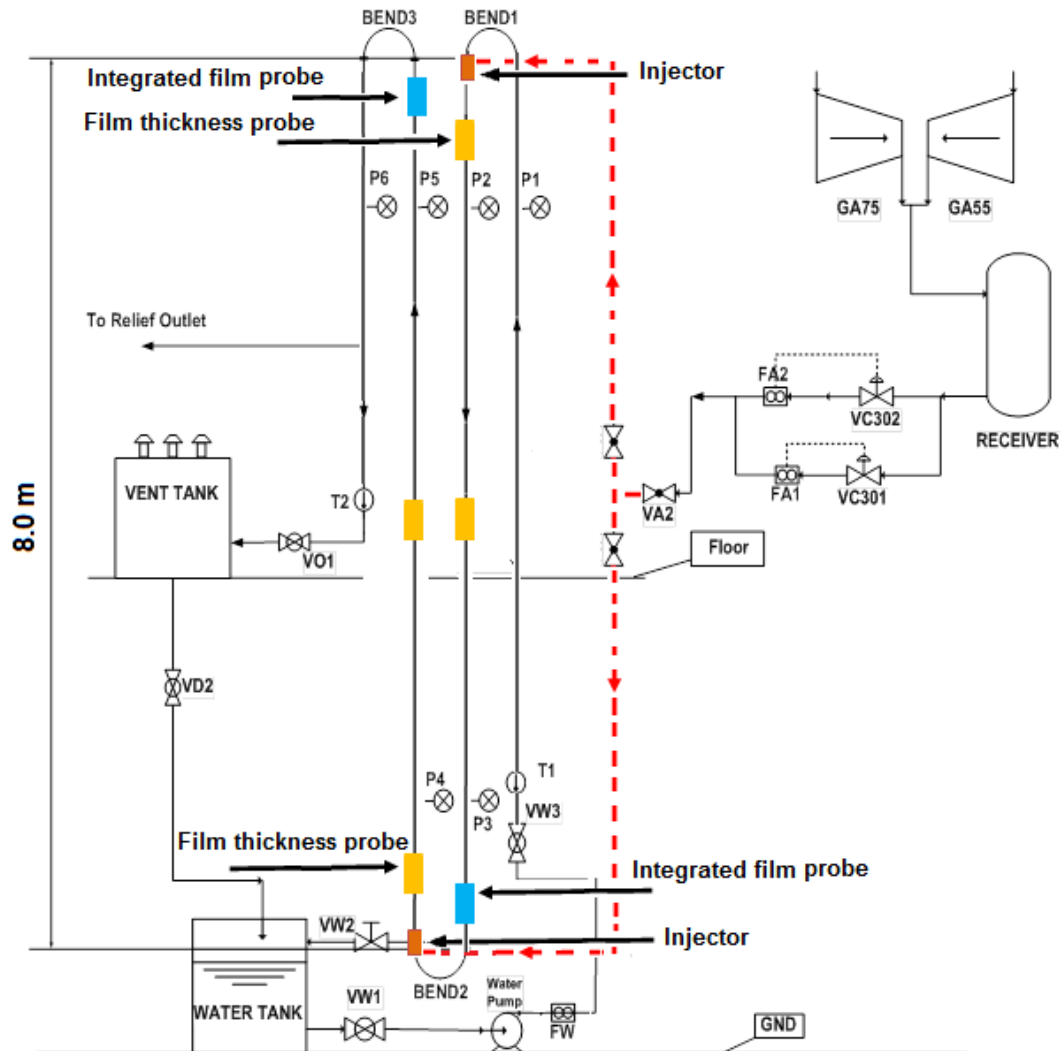 BEND3
BEND1
Integrated film probe
Injector
Film thickness probe
P6
P5
P2
P1
GA75
GA55
To Relief Outlet
FA2
VC302
RECEIVER
VENT TANK
T2
FA1
VC301
VA2
8.0 m
VO1
Floor
VD2
P4
T1
P3
VW3
Film thickness probe
Integrated film probe
VW2
Injector
BEND2
Water
Pump
WATER TANK
VW1
FW
GND